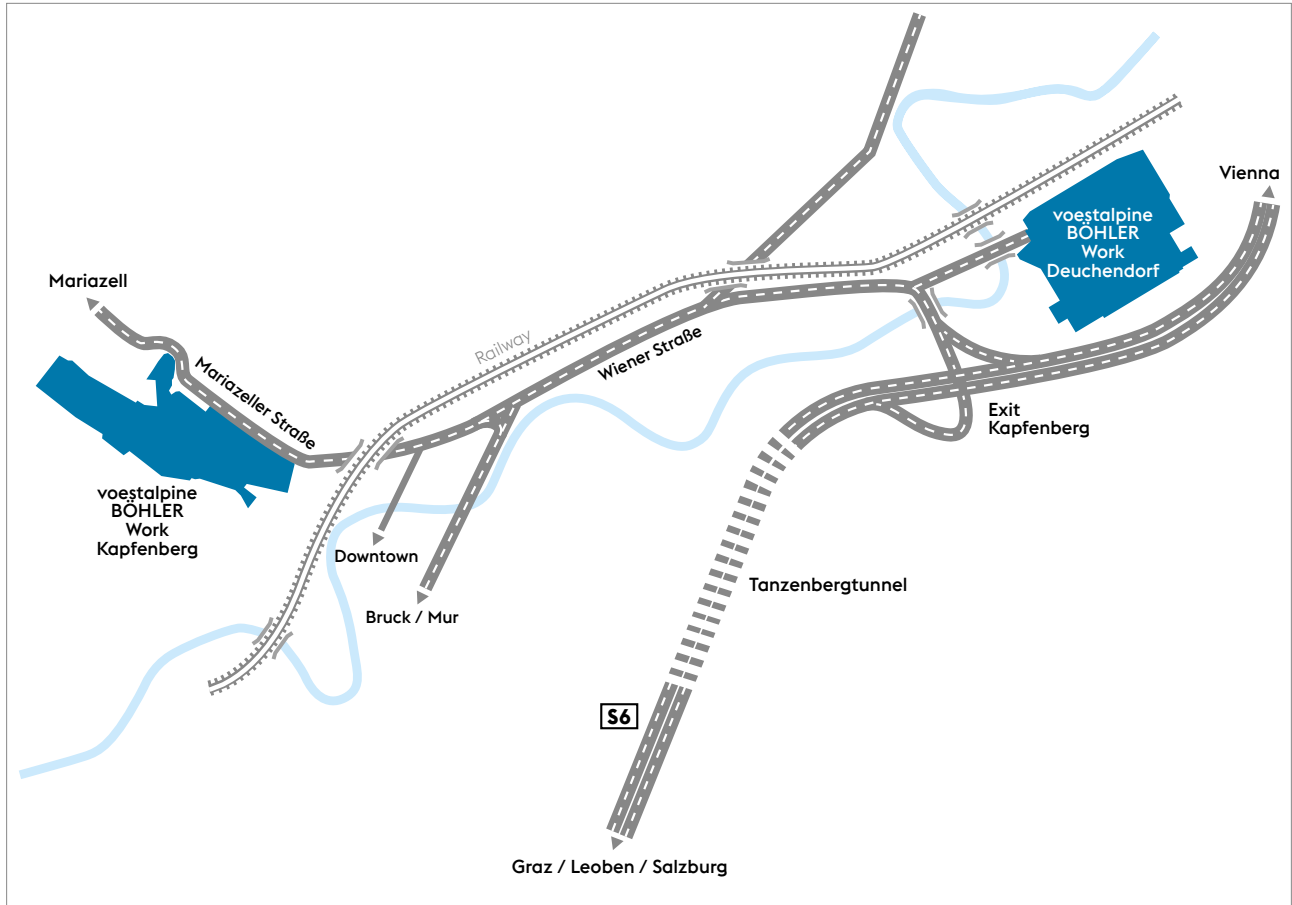 Vienna
voestalpine
BÖHLER
Work
Deuchendorf
Mariazell
Railway
Wiener Straße
Mariazeller Straße
Exit
Kapfenberg
voestalpine
BÖHLER
Work
Kapfenberg
Downtown
Tanzenbergtunnel
Bruck / Mur
S6
Graz / Leoben / Salzburg